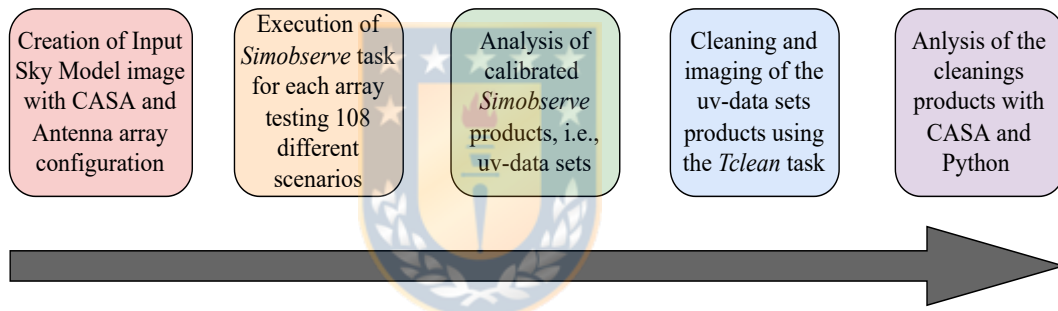 Creation of Input
Sky Model image
with CASA and
Antenna array
configuration
Execution of
Simobserve task
for each array
testing 108
different
scenarios
Analysis of
calibrated
Simobserve
products, i.e.,
uv-data sets
Cleaning and
imaging of the
uv-data sets
products using
the Tclean task
Anlysis of the
cleanings
products with
CASA and
Python